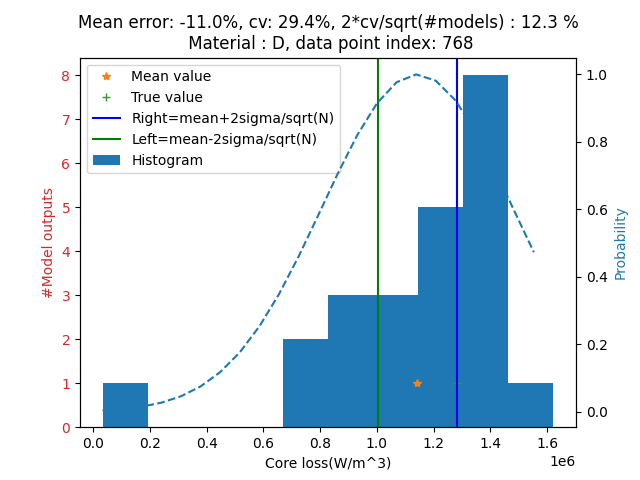 Mean error: -11.0%, cv: 29.4%, 2*cv/sqrt(#models) : 12.3 %
Material : D, data point index: 768
Mean value
True value
Right=mean+2sigma/sqrt(N)
Left=mean-2sigma/sqrt(N)
Histogram
#Model outputs
8
7
6
5
4
3
2
1
0
1.0
0.8
0.6
0.4
0.2
0.0
Probability
0.0 0.2 0.4 0.6 0.8 1.0 1.2 1.4 1.6
1e6
Core loss(W/m^3)